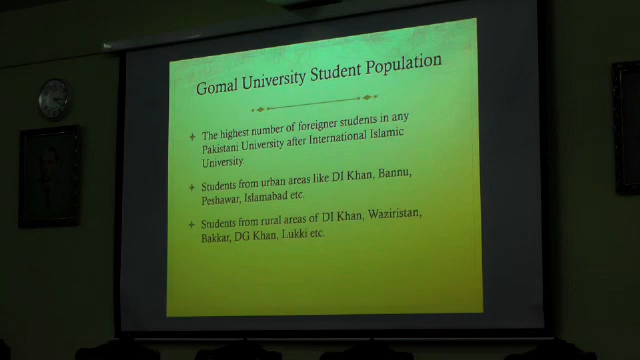 Gomal University Student Population
The highest number of foreigner students in any
Pakistani University after International Islamic
University
Students from urban areas like DI Khan, Bannu,
Peshawar, Islamabad etc.
Students from rural areas of DI Khan, Waziristan,
Bakkar, DG Khan, Lukki etc.